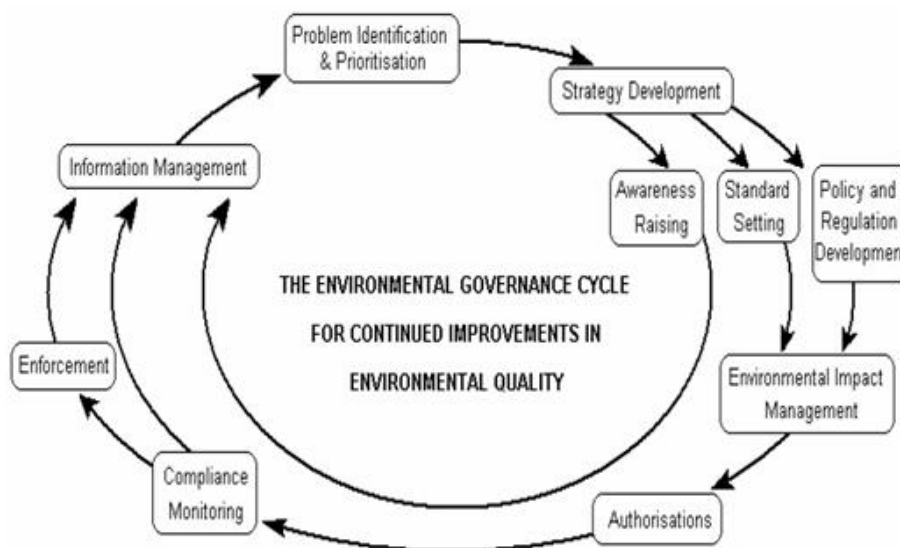 Problem Identification
& Prioritisation
Strategy Development
Information Management
Awareness
Raising
Standard
Setting
Policy and
Regulation
Development
THE ENVIRONMENTAL GOVERNANCE CYCLE
FOR CONTINUED IMPROVEMENTS IN
ENVIRONMENTAL QUALITY
Enforcement
Environmental Impact
Management
Compliance
Monitoring
Authorisations